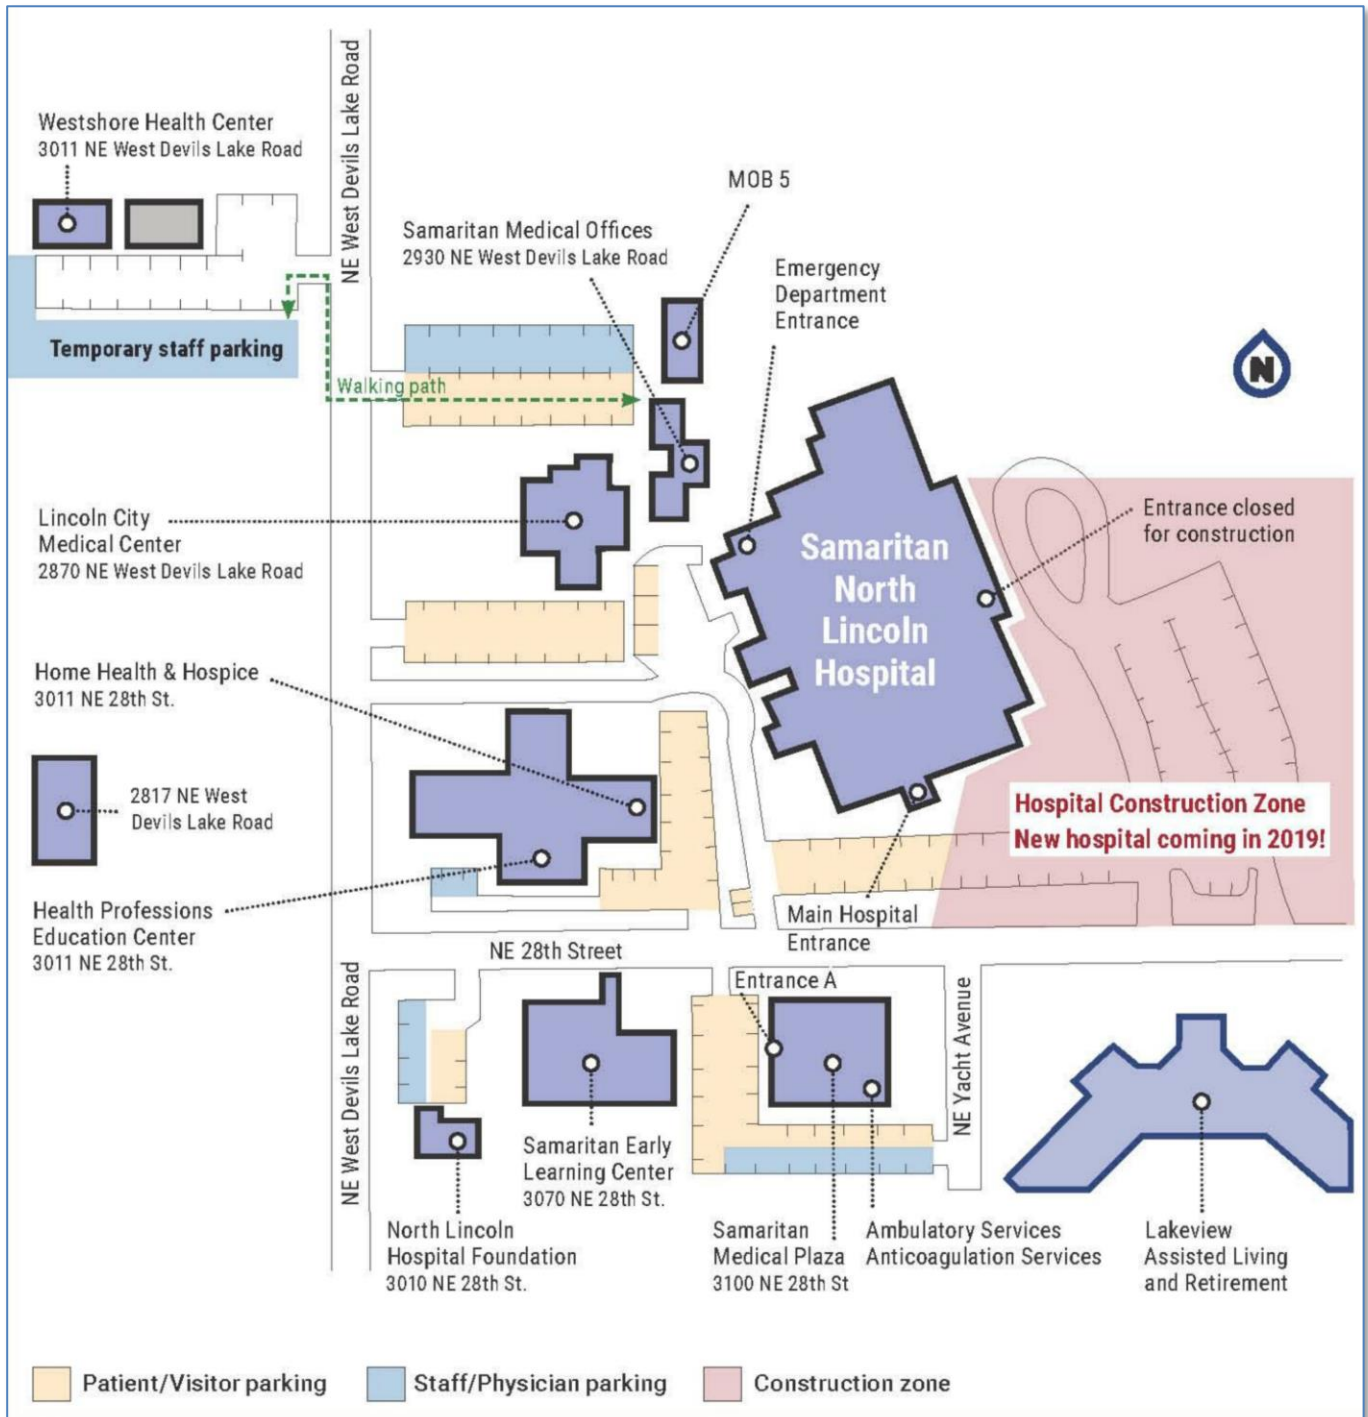 NE West Devils Lake Road
Westshore Health Center
3011 NE West Devils Lake Road
MOB 5
Samaritan Medical Offices
2930 NE West Devils Lake Road
Emergency
Department
Entrance
Temporary staff parking
Walking path
N
Lincoln City
Medical Center
2870 NE West Devils Lake Road
Samaritan
North
Lincoln
Hospital
Entrance closed
for construction
Home Health & Hospice
3011 NE 28th St.
2817 NE West
Devils Lake Road
Hospital Construction Zone
New hospital coming in 2019!
Health Professions
Education Center
3011 NE 28th St.
Main Hospital
Entrance
NE 28th Street
Entrance A
NE West Devils Lake Road
NE Yacht Avenue
Samaritan Early
Learning Center
3070 NE 28th St.
North Lincoln
Hospital Foundation
3010 NE 28th St.
Samaritan
Medical Plaza
3100 NE 28th St
Ambulatory Services
Anticoagulation Services
Lakeview
Assisted Living
and Retirement
Patient/Visitor parking
Staff/Physician parking
Construction zone